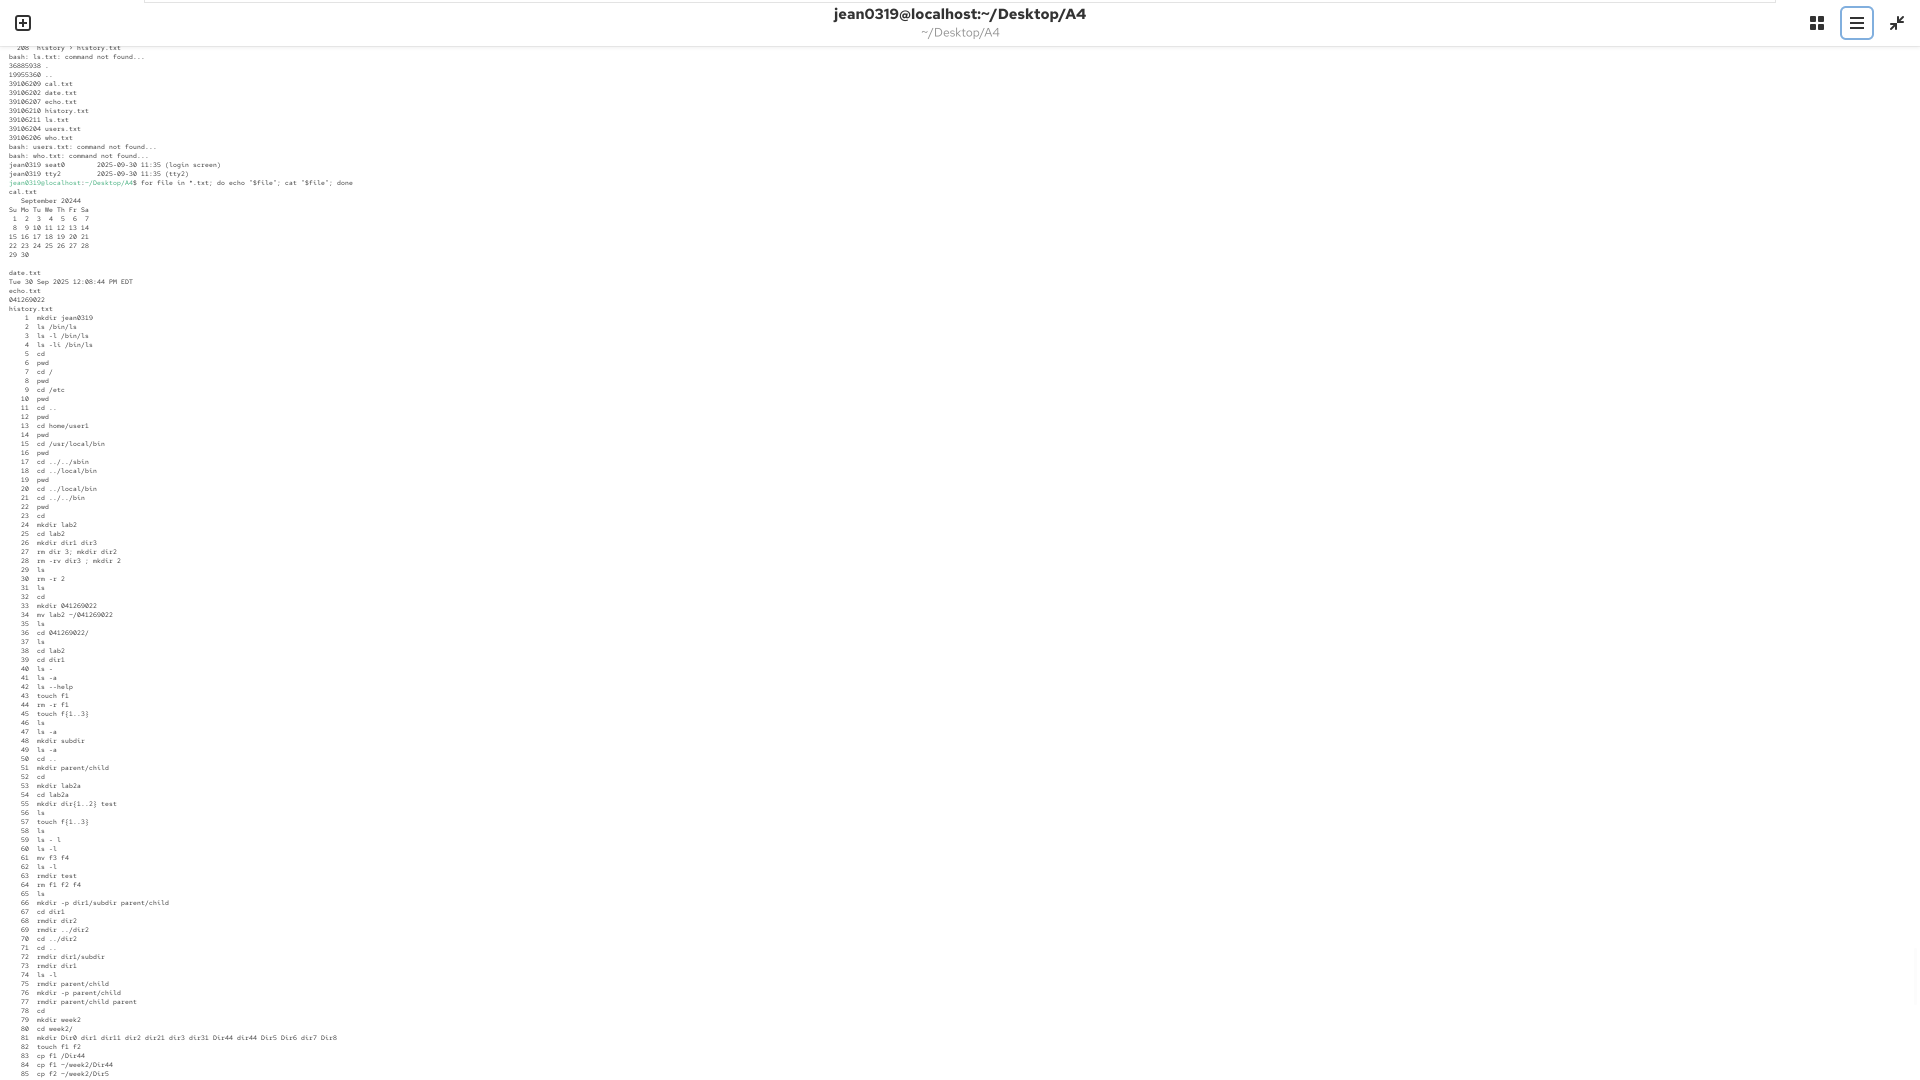 jean0319@localhost:~/Desktop/A4
~/Desktop/A4
208  history > history.txt
bash: ls.txt: command not found...
36885938 .
19955360 ..
39106209 cal.txt
39106202 date.txt
39106207 echo.txt
39106210 history.txt
39106211 ls.txt
39106204 users.txt
39106206 who.txt
bash: users.txt: command not found...
bash: who.txt: command not found...
jean0319 seat0        2025-09-30 11:35 (login screen)
jean0319 tty2         2025-09-30 11:35 (tty2)
jean0319@localhost:~/Desktop/A4$ for file in *.txt; do echo "$file"; cat "$file"; done
cal.txt
   September 20244
Su Mo Tu We Th Fr Sa
 1  2  3  4  5  6  7
 8  9 10 11 12 13 14
15 16 17 18 19 20 21
22 23 24 25 26 27 28
29 30
date.txt
Tue 30 Sep 2025 12:08:44 PM EDT
echo.txt
041269022
history.txt
    1  mkdir jean0319
    2  ls /bin/ls
    3  ls -l /bin/ls
    4  ls -li /bin/ls
    5  cd
    6  pwd
    7  cd /
    8  pwd
    9  cd /etc
   10  pwd
   11  cd ..
   12  pwd
   13  cd home/user1
   14  pwd
   15  cd /usr/local/bin
   16  pwd
   17  cd ../../sbin
   18  cd ../local/bin
   19  pwd
   20  cd ../local/bin
   21  cd ../../bin
   22  pwd
   23  cd
   24  mkdir lab2
   25  cd lab2
   26  mkdir dir1 dir3
   27  rm dir 3; mkdir dir2
   28  rm -rv dir3 ; mkdir 2
   29  ls
   30  rm -r 2
   31  ls
   32  cd
   33  mkdir 041269022
   34  mv lab2 ~/041269022
   35  ls
   36  cd 041269022/
   37  ls
   38  cd lab2
   39  cd dir1
   40  ls -
   41  ls -a
   42  ls --help
   43  touch f1
   44  rm -r f1
   45  touch f{1..3}
   46  ls
   47  ls -a
   48  mkdir subdir
   49  ls -a
   50  cd ..
   51  mkdir parent/child
   52  cd
   53  mkdir lab2a
   54  cd lab2a
   55  mkdir dir{1..2} test
   56  ls
   57  touch f{1..3}
   58  ls
   59  ls - l
   60  ls -l
   61  mv f3 f4
   62  ls -l
   63  rmdir test
   64  rm f1 f2 f4
   65  ls
   66  mkdir -p dir1/subdir parent/child
   67  cd dir1
   68  rmdir dir2
   69  rmdir ../dir2
   70  cd ../dir2
   71  cd ..
   72  rmdir dir1/subdir
   73  rmdir dir1
   74  ls -l
   75  rmdir parent/child
   76  mkdir -p parent/child
   77  rmdir parent/child parent
   78  cd
   79  mkdir week2
   80  cd week2/
   81  mkdir Dir0 dir1 dir11 dir2 dir21 dir3 dir31 Dir44 dir44 Dir5 Dir6 dir7 Dir8
   82  touch f1 f2
   83  cp f1 /Dir44
   84  cp f1 ~/week2/Dir44
   85  cp f2 ~/week2/Dir5